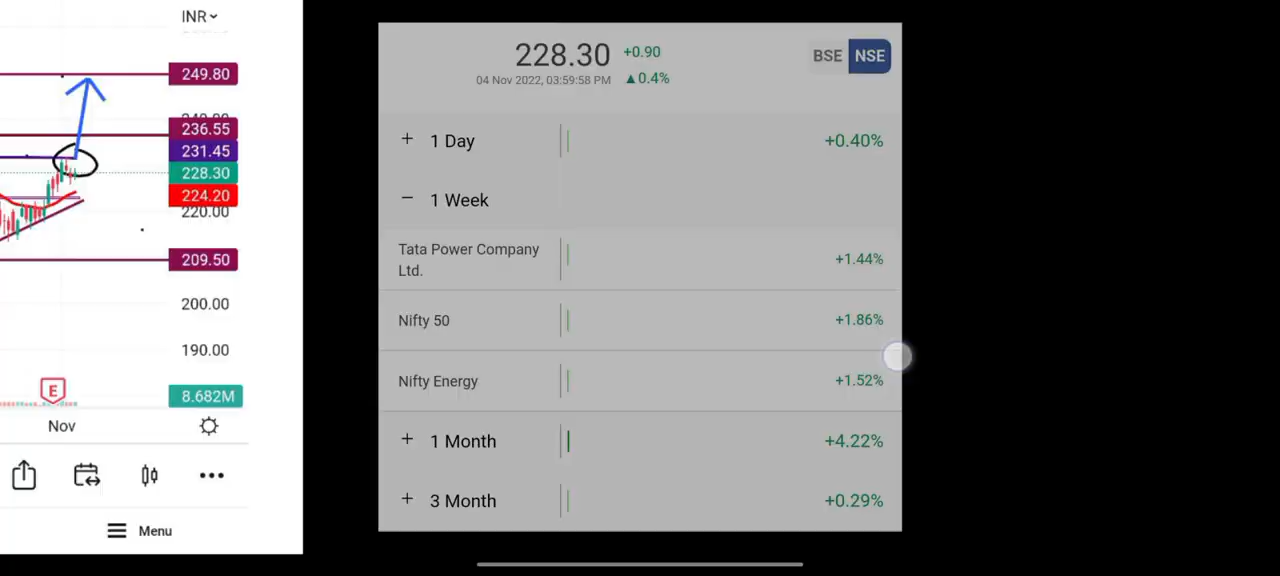 INR
249.80
236.55
231.45
228.30
224.20
220.00
209.50
200.00
190.00
E
8.682M
Nov
Menu
228.30 +0.90
04 Nov 2022, 03:59:58 PM ▲0.4%
BSE NSE
+ 1 Day +0.40%
− 1 Week
Tata Power Company
Ltd. +1.44%
Nifty 50 +1.86%
Nifty Energy +1.52%
+ 1 Month +4.22%
+ 3 Month +0.29%